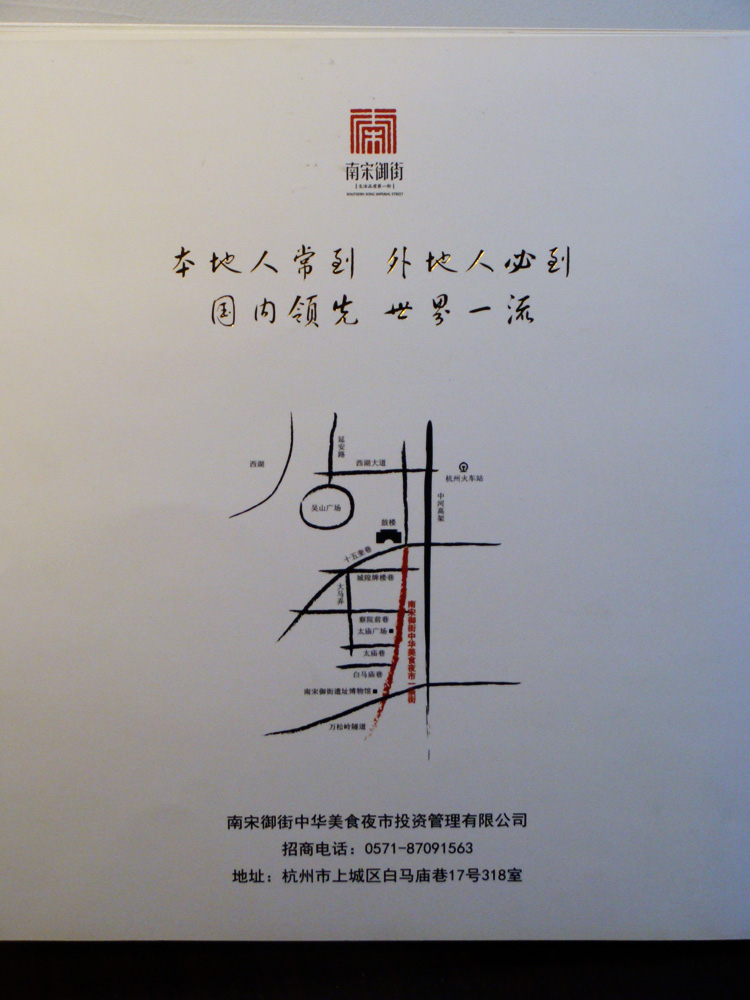 南宋御街
SOUTHERN SONG IMPERIAL STREET
本地人常到 外地人必到
国内领先 世界一流
延安路
西湖
西湖大道
杭州火车站
中河高架
吴山广场
鼓楼
十五奎巷
城隍牌楼巷
大马弄
察院前巷
太庙广场
太庙巷
白马庙巷
南宋御街遗址博物馆
南宋御街中华美食夜市一条街
万松岭隧道
南宋御街中华美食夜市投资管理有限公司
招商电话：0571-87091563
地址：杭州市上城区白马庙巷17号318室